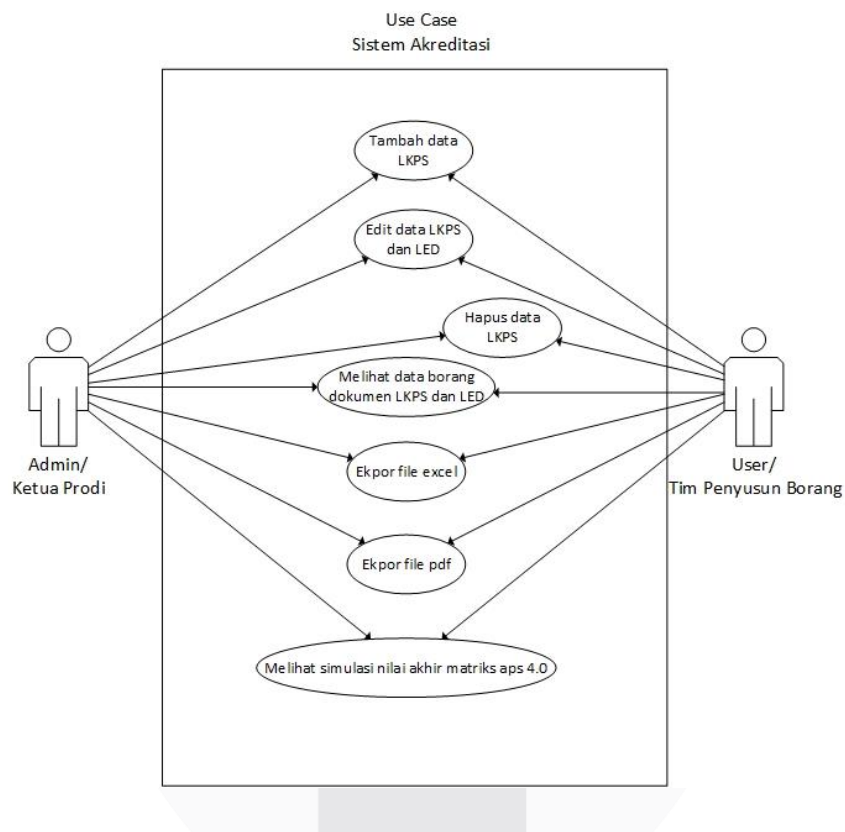 Use Case
Sistem Akreditasi
Tambah data
LKPS
Edit data LKPS
dan LED
Hapus data
LKPS
Melihat data borang
dokumen LKPS dan LED
Admin/
Ketua Prodi
User/
Tim Penyusun Borang
Ekpor file excel
Ekpor file pdf
Melihat simulasi nilai akhir matriks aps 4.0